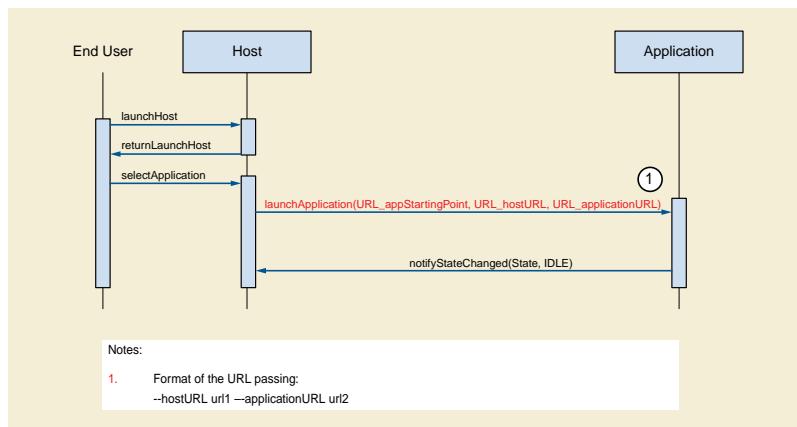 End User
Host
Application
launchHost
returnLaunchHost
selectApplication
1
launchApplication(URL_appStartingPoint, URL_hostURL, URL_applicationURL)
notifyStateChanged(State, IDLE)
Notes:
1. Format of the URL passing:
--hostURL url1 –-applicationURL url2